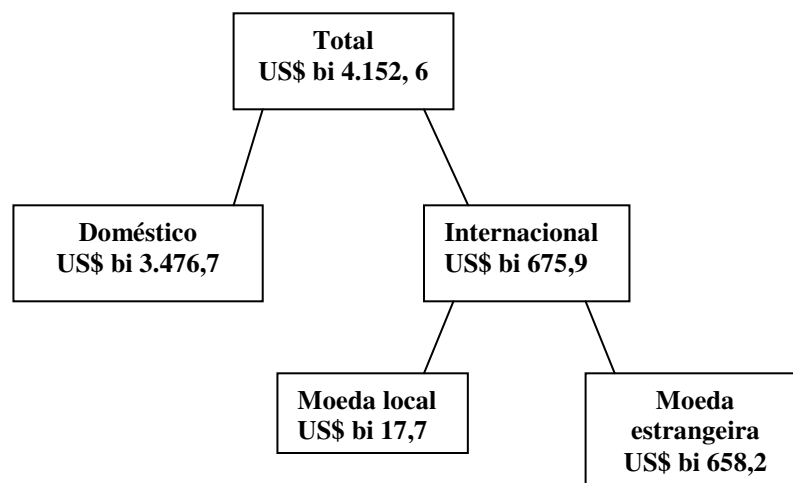 Total
US$ bi 4.152, 6
Doméstico
US$ bi 3.476,7
Internacional
US$ bi 675,9
Moeda local
US$ bi 17,7
Moeda
estrangeira
US$ bi 658,2